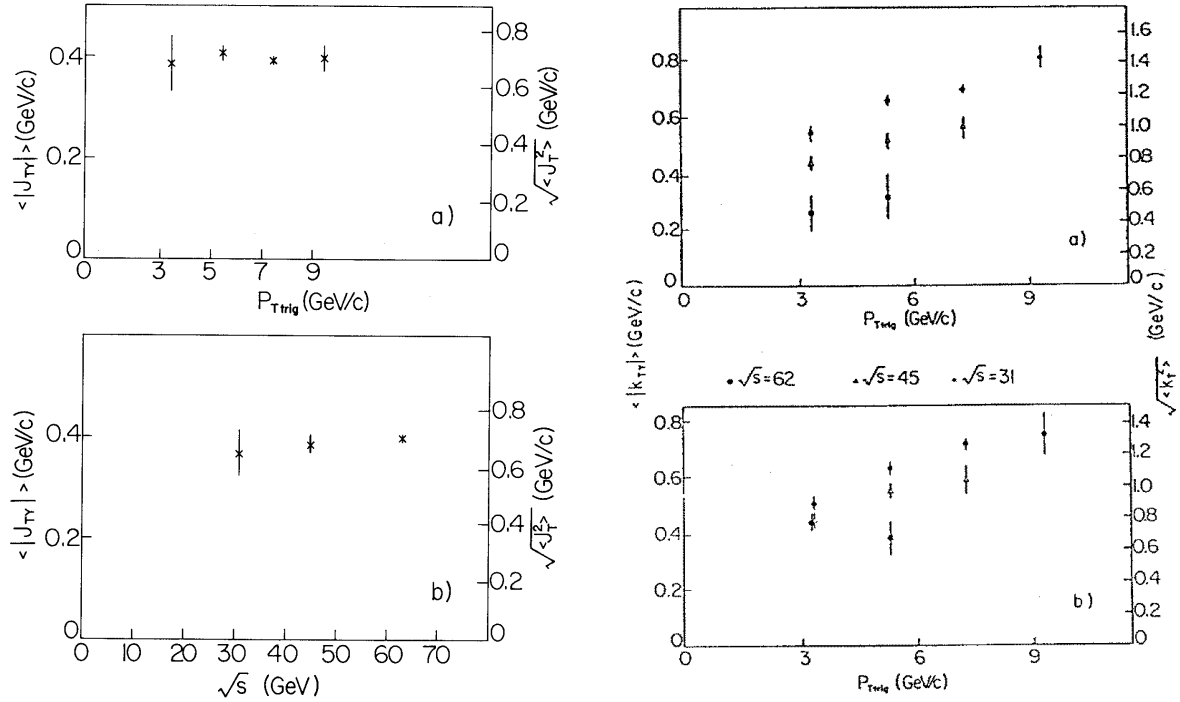 0.4
0.2
0
0.8
0.6
0.4
0.2
0
< |J_TY| > (GeV/c)
√<J_T^2> (GeV/c)
a)
0 3 5 7 9
P_Ttrig (GeV/c)
0.4
0.2
0
0.8
0.6
0.4
0.2
0
< |J_TY| > (GeV/c)
√<J_T^2> (GeV/c)
b)
0 10 20 30 40 50 60 70
√s (GeV)
0.8
0.6
0.4
0.2
0
1.6
1.4
1.2
1.0
0.8
0.6
0.4
0.2
0
a)
0 3 6 9
P_Ttrig (GeV/c)
< |k_TY| > (GeV/c)
√<k_T^2> (GeV/c)
√s=62 √s=45 √s=31
0.8
0.6
0.4
0.2
0
1.4
1.2
1.0
0.8
0.6
0.4
0.2
0
b)
0 3 6 9
P_Ttrig (GeV/c)